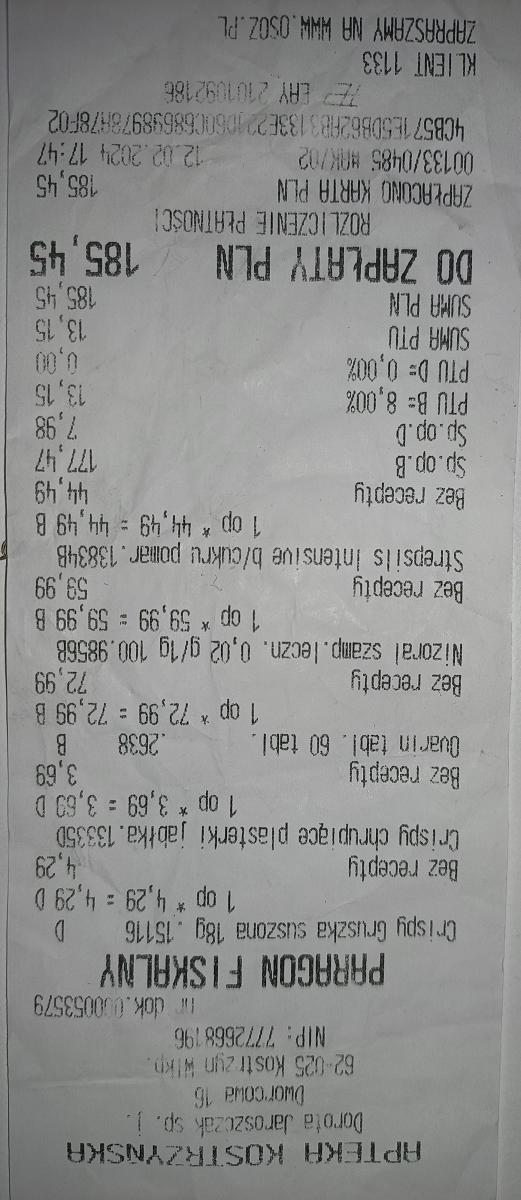 APTEKA KOSTRZYŃSKA
Dorota Jaroszczak sp. j.
Dworcowa 16
62-025 Kostrzyn Wlkp.
NIP: 7772668196
nr dok.000053579
PARAGON FISKALNY
Crispy Gruszka suszona 18g .15116 D
1 op * 4,29 = 4,29 D
Bez recepty 4,29
Crispy chrupiące plasterki jabłka.13335D
1 op * 3,69 = 3,69 D
Bez recepty 3,69
Ovarin tabl. 60 tabl. .2638 B
1 op * 72,99 = 72,99 B
Bez recepty 72,99
Nizoral szamp.leczn. 0,02 g/1g 100.9856B
1 op * 59,99 = 59,99 B
Bez recepty 59,99
Strepsils Intensive b/cukru pomar.13834B
1 op * 44,49 = 44,49 B
Bez recepty 44,49
Sp.op.B 177,47
Sp.op.D 7,98
PTU B= 8,00% 13,15
PTU D= 0,00% 0,00
SUMA PTU 13,15
SUMA PLN 185,45
DO ZAPŁATY PLN 185,45
ROZLICZENIE PŁATNOŚCI
ZAPŁACONO KARTA PLN 185,45
00133/0485 #AK/02 12.02.2024 17:47
EAY 2101092186
KLIENT 1133
ZAPRASZAMY NA WWW.OSOZ.PL